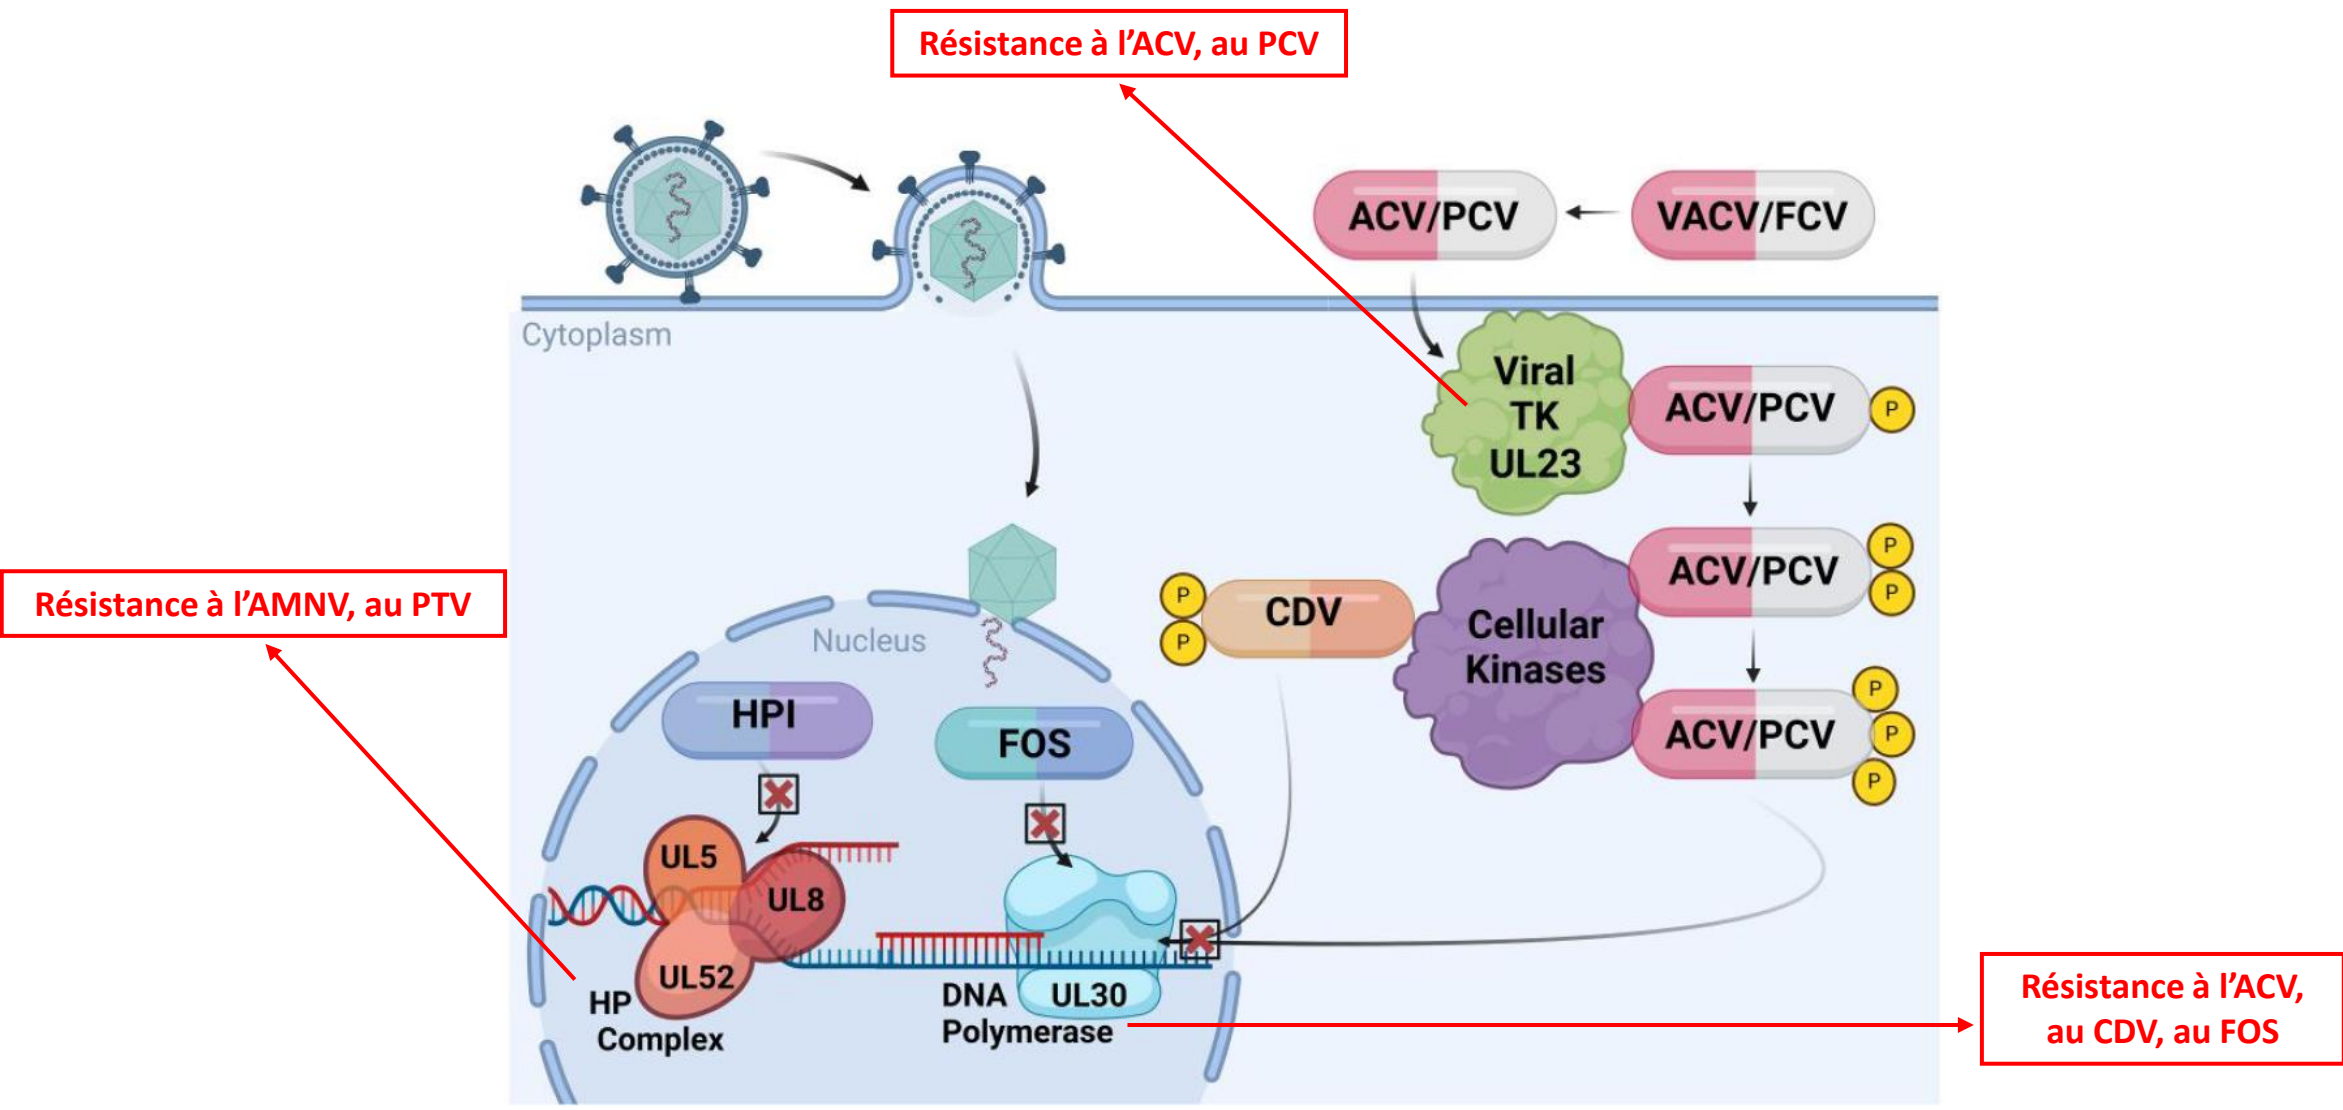 Résistance à l'ACV, au PCV
ACV/PCV
VACV/FCV
Cytoplasm
Viral
TK
UL23
ACV/PCV
P
ACV/PCV
P
P
Résistance à l'AMNV, au PTV
P
P
CDV
Cellular
Kinases
Nucleus
HPI
FOS
ACV/PCV
P
P
P
UL5
UL8
UL52
HP
Complex
DNA
Polymerase
UL30
Résistance à l'ACV,
au CDV, au FOS